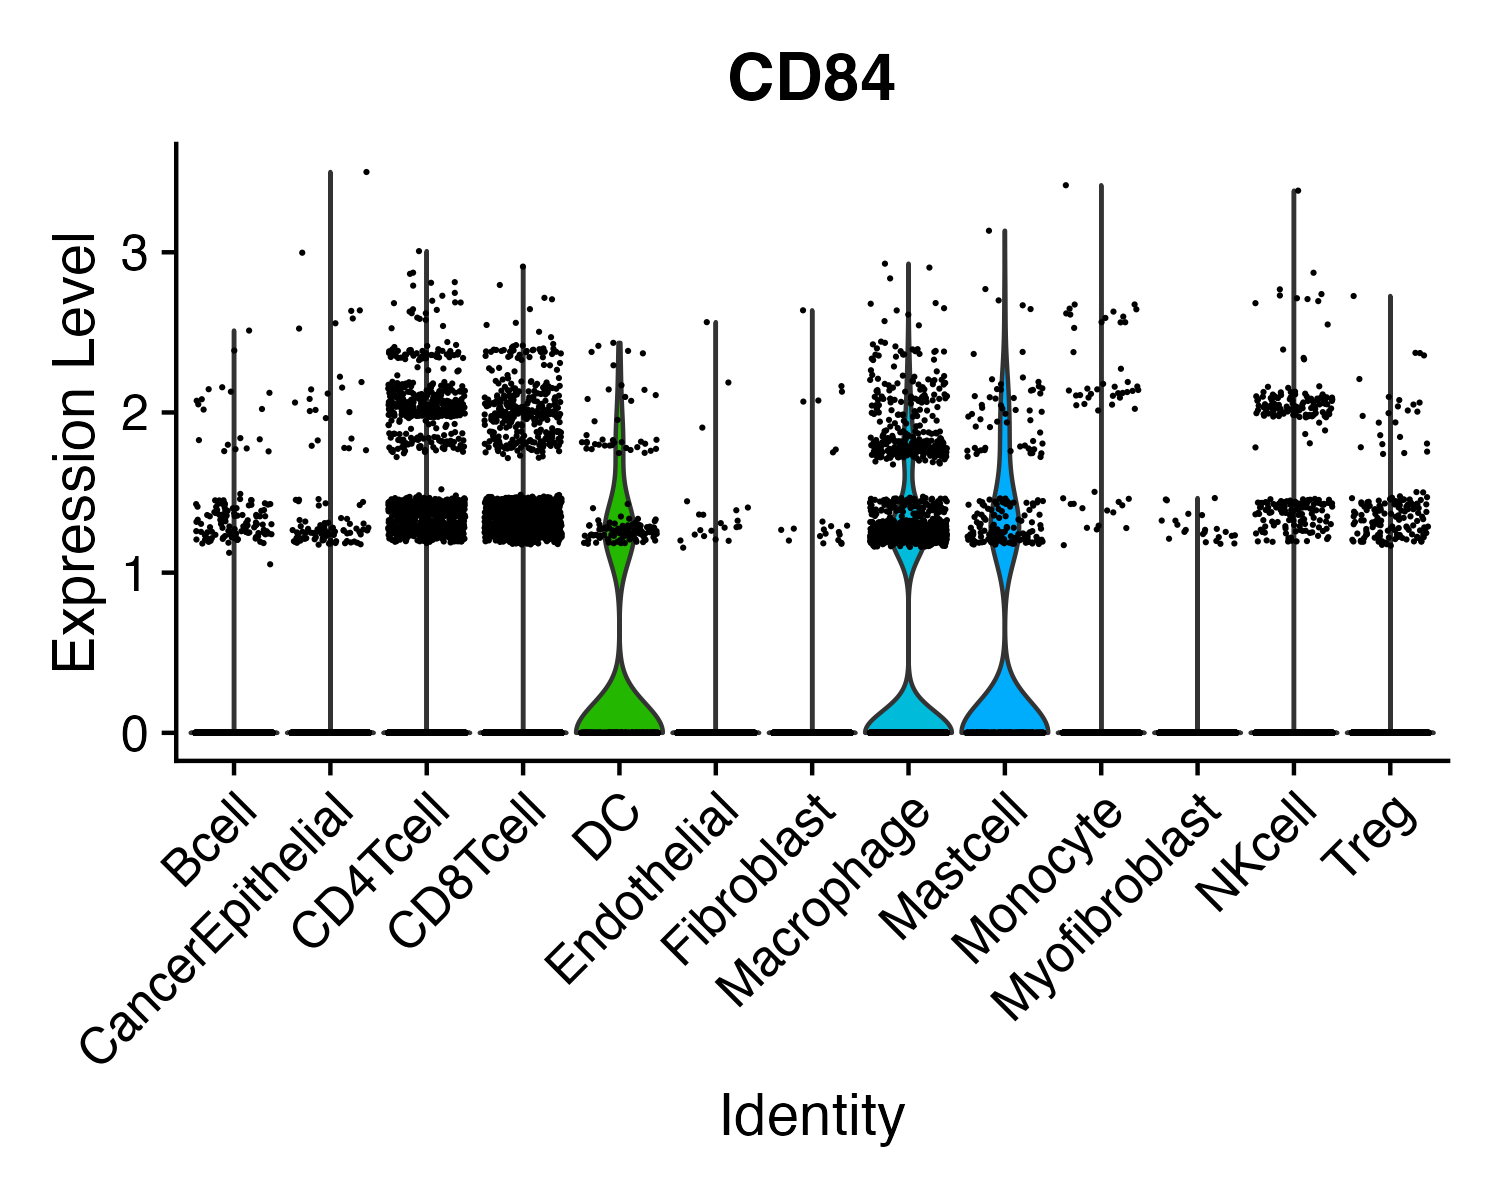 CD84
Expression Level
3
2
1
0
Bcell
CancerEpithelial
CD4Tcell
CD8Tcell
DC
Endothelial
Fibroblast
Macrophage
Mastcell
Monocyte
Myofibroblast
NKcell
Treg
Identity